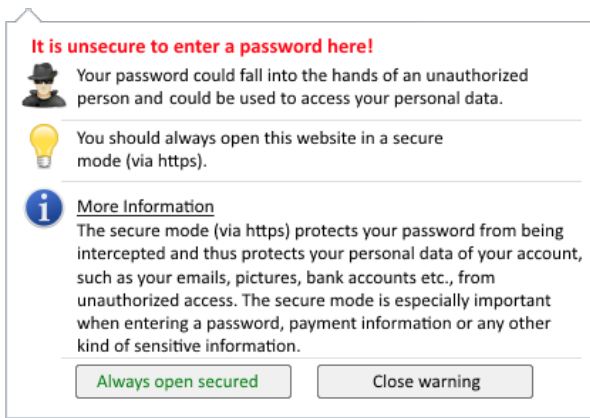 It is unsecure to enter a password here!
Your password could fall into the hands of an unauthorized
person and could be used to access your personal data.
You should always open this website in a secure
mode (via https).
i
More Information
The secure mode (via https) protects your password from being
intercepted and thus protects your personal data of your account,
such as your emails, pictures, bank accounts etc., from
unauthorized access. The secure mode is especially important
when entering a password, payment information or any other
kind of sensitive information.
Always open secured
Close warning